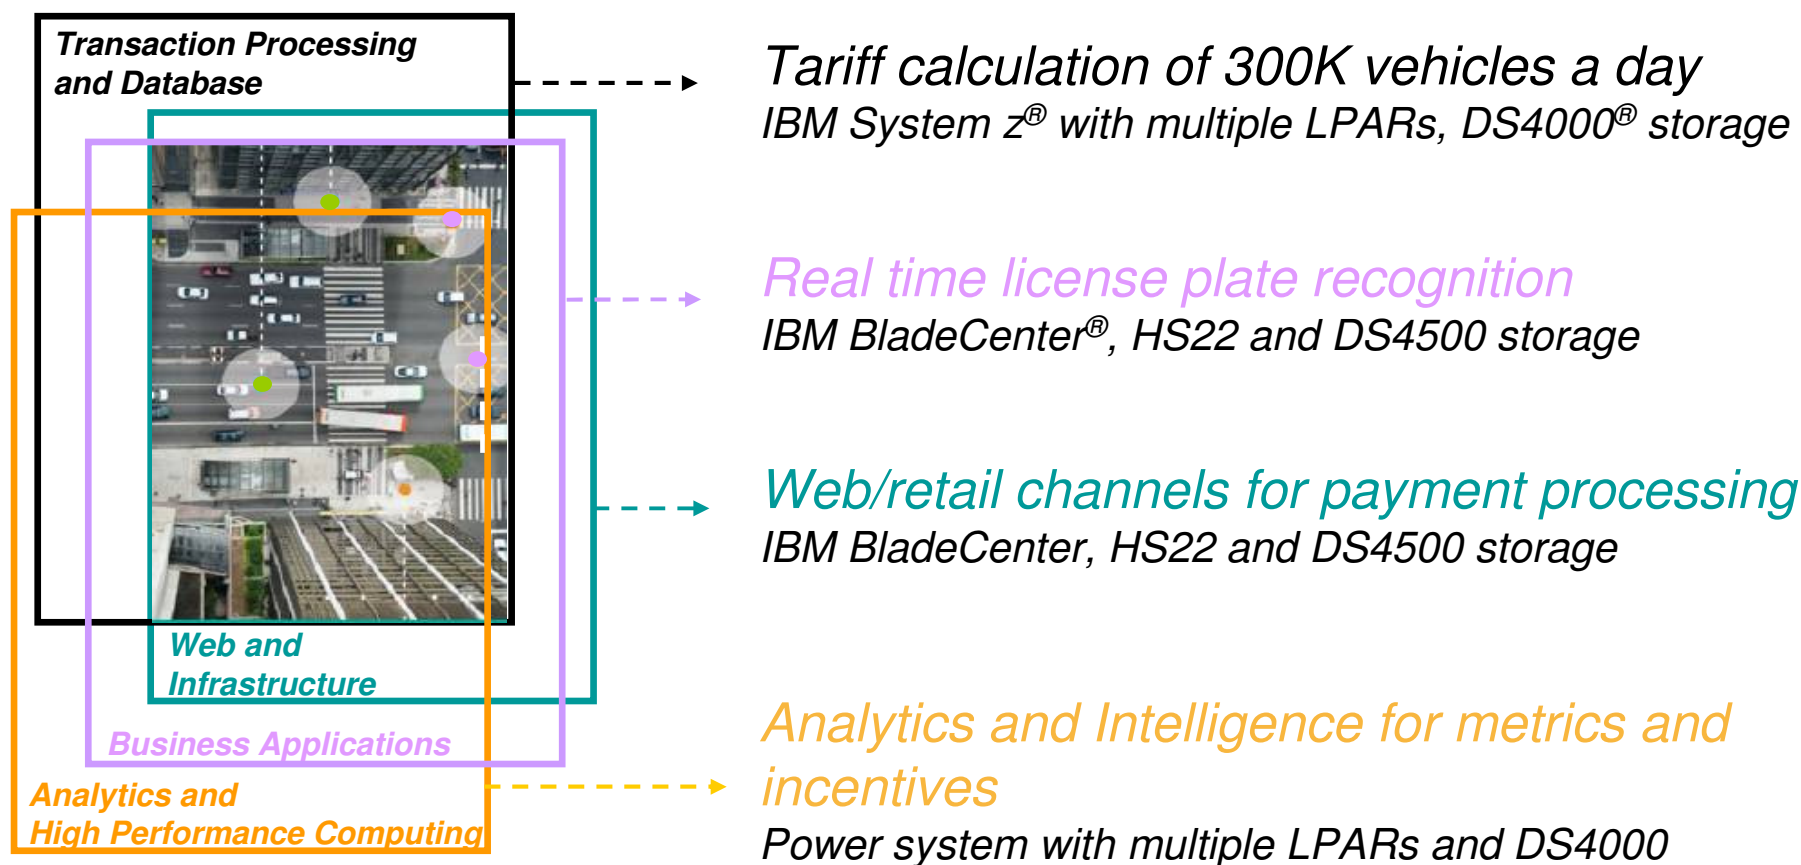 Transaction Processing
and Database
Tariff calculation of 300K vehicles a day
IBM System z® with multiple LPARs, DS4000® storage
Real time license plate recognition
IBM BladeCenter®, HS22 and DS4500 storage
Web/retail channels for payment processing
IBM BladeCenter, HS22 and DS4500 storage
Web and
Infrastructure
Business Applications
Analytics and
High Performance Computing
Analytics and Intelligence for metrics and
incentives
Power system with multiple LPARs and DS4000